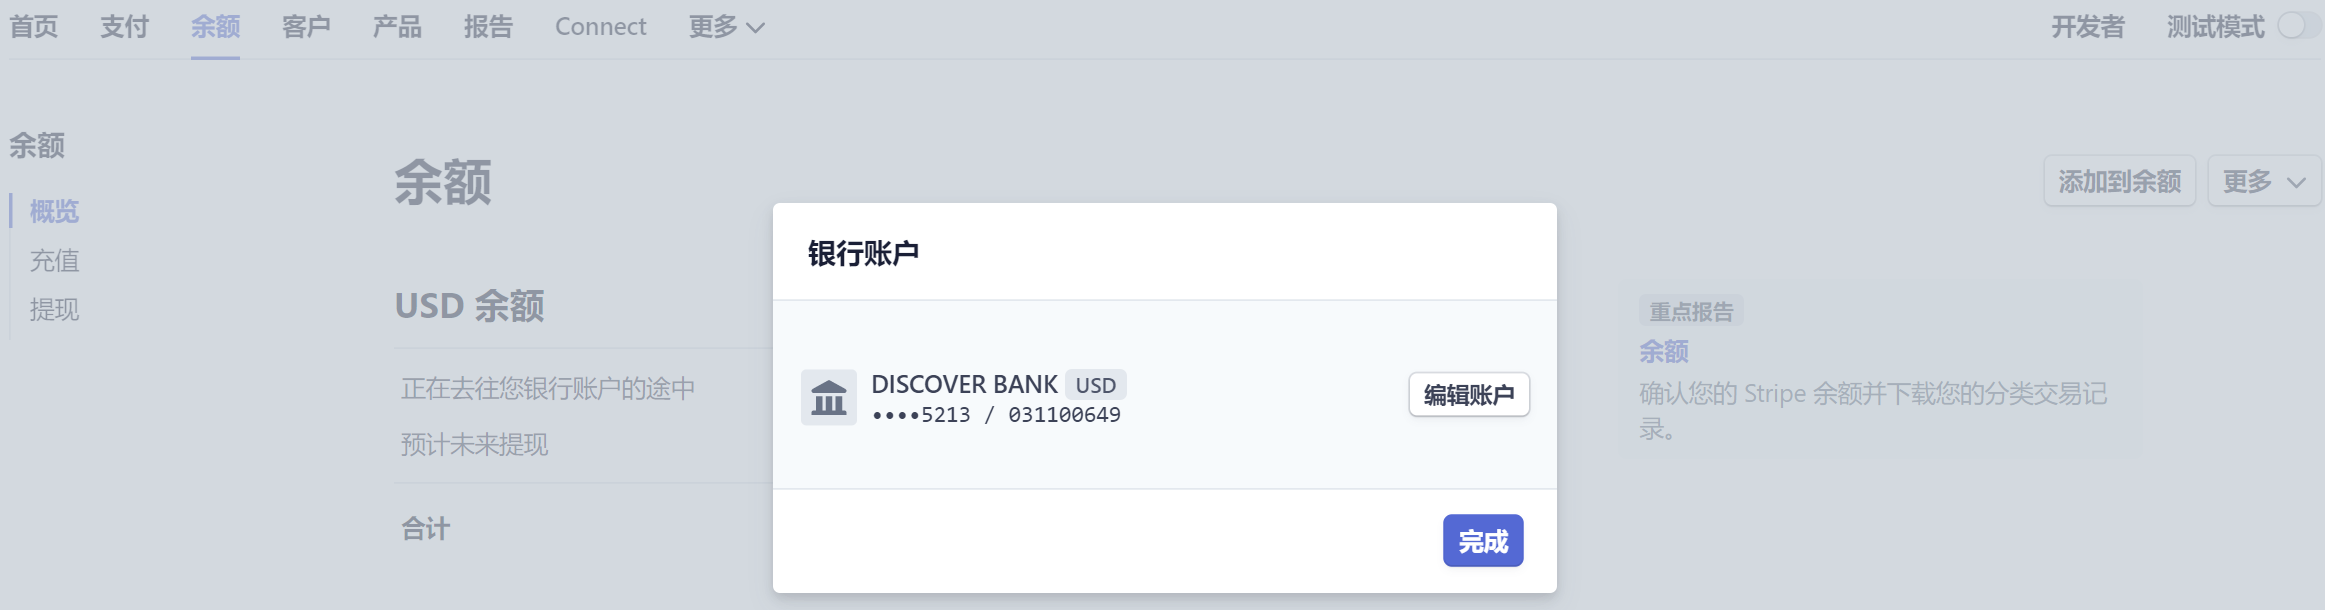 首页 支付 余额 客户 产品 报告 Connect 更多 开发者 测试模式
余额
概览
充值
提现
余额
添加到余额 更多
USD 余额
正在去往您银行账户的途中
预计未来提现
合计
银行账户
DISCOVER BANK USD
••••5213 / 031100649
编辑账户
完成
重点报告
余额
确认您的 Stripe 余额并下载您的分类交易记
录。